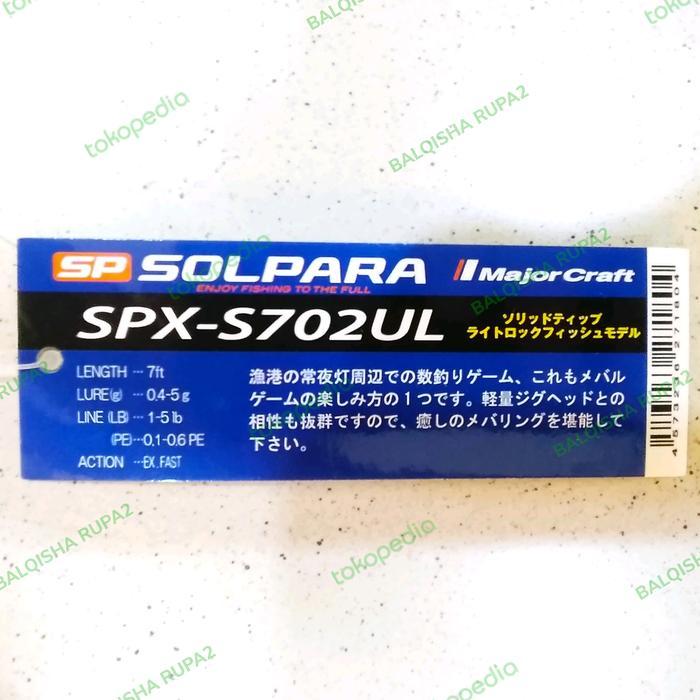 SP SOLPARA
ENJOY FISHING TO THE FULL
MajorCraft
SPX-S702UL
ソリッドティップ
ライトロックフィッシュモデル
LENGTH … 7ft
LURE(g) … 0.4-5 g
LINE (LB) … 1-5 lb
(PE)…0.1-0.6 PE
ACTION …EX.FAST
漁港の常夜灯周辺での数釣りゲーム、これもメバル
ゲームの楽しみ方の1つです。軽量ジグヘッドとの
相性も抜群ですので、癒しのメバリングを堪能して
下さい。
tokopedia
BALQISHA RUPA2